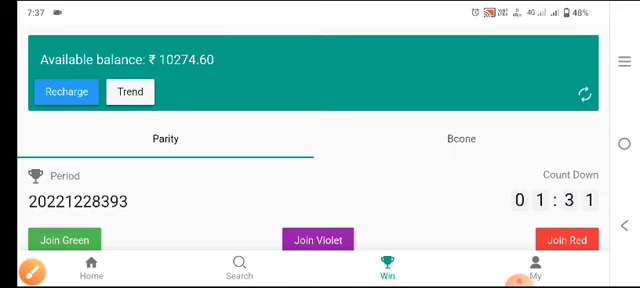 7:37
4G
48%
Available balance: ₹ 10274.60
Recharge
Trend
Parity
Bcone
Period
Count Down
20221228393
0 1 : 3 1
Join Green
Join Violet
Join Red
Home
Search
Win
My